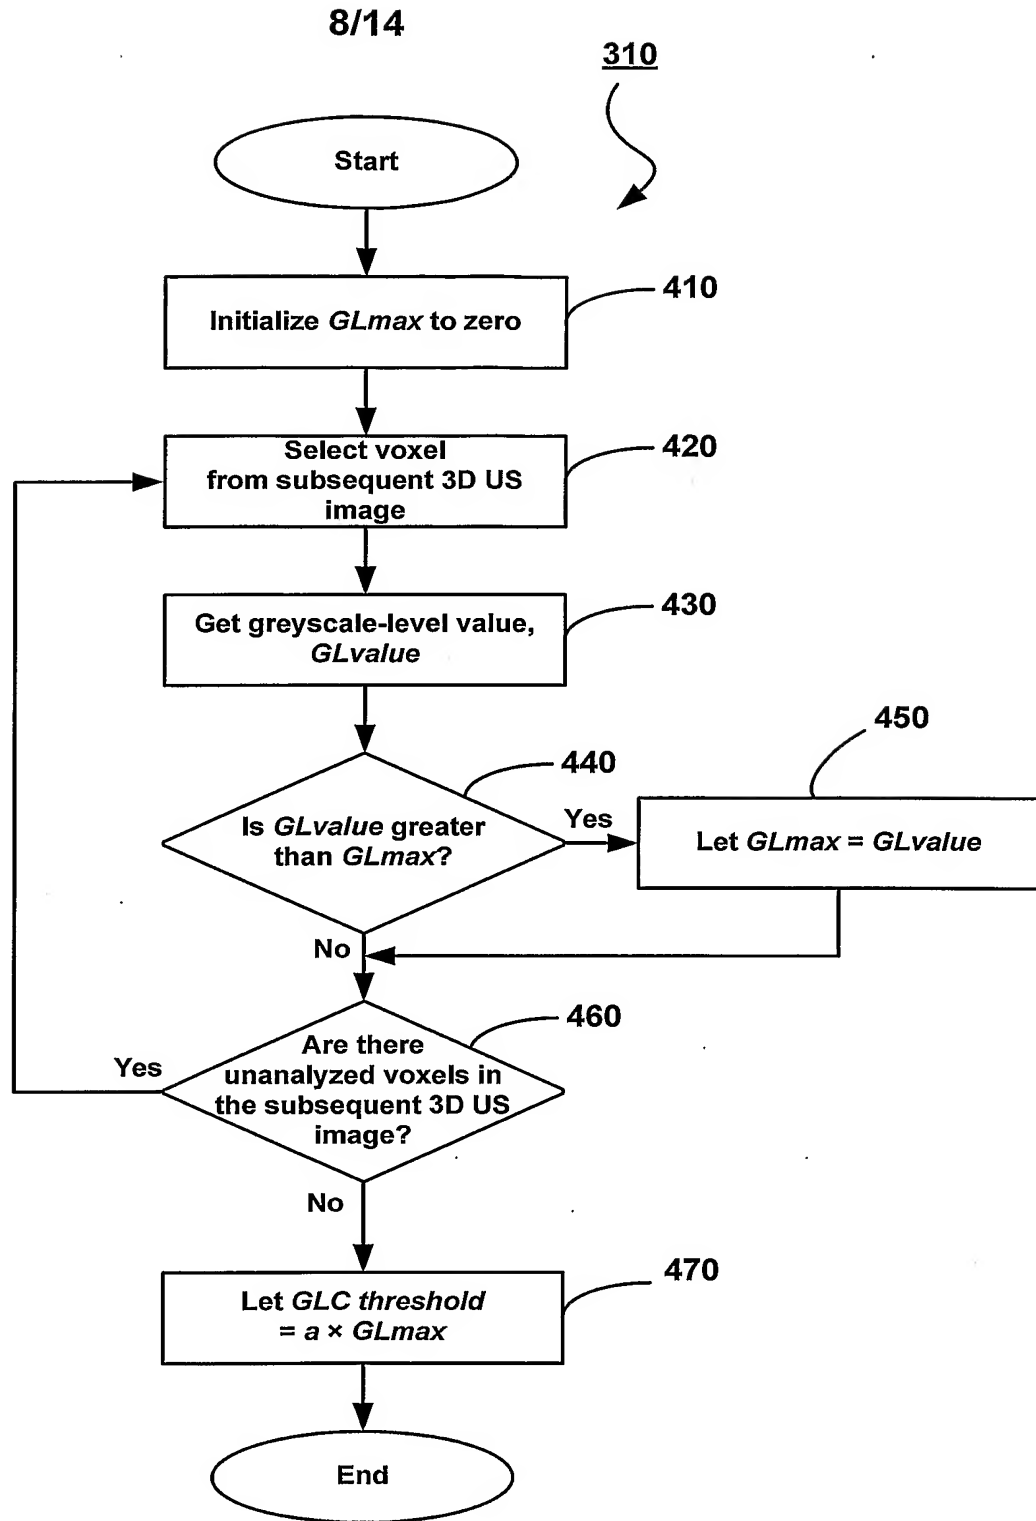 8/14
310
Start
410
Initialize GLmax to zero
420
Select voxel
from subsequent 3D US
image
430
Get greyscale-level value,
GLvalue
440
Is GLvalue greater
than GLmax?
Yes
450
Let GLmax = GLvalue
No
460
Are there
unanalyzed voxels in
the subsequent 3D US
image?
Yes
No
470
Let GLC threshold
= a × GLmax
End